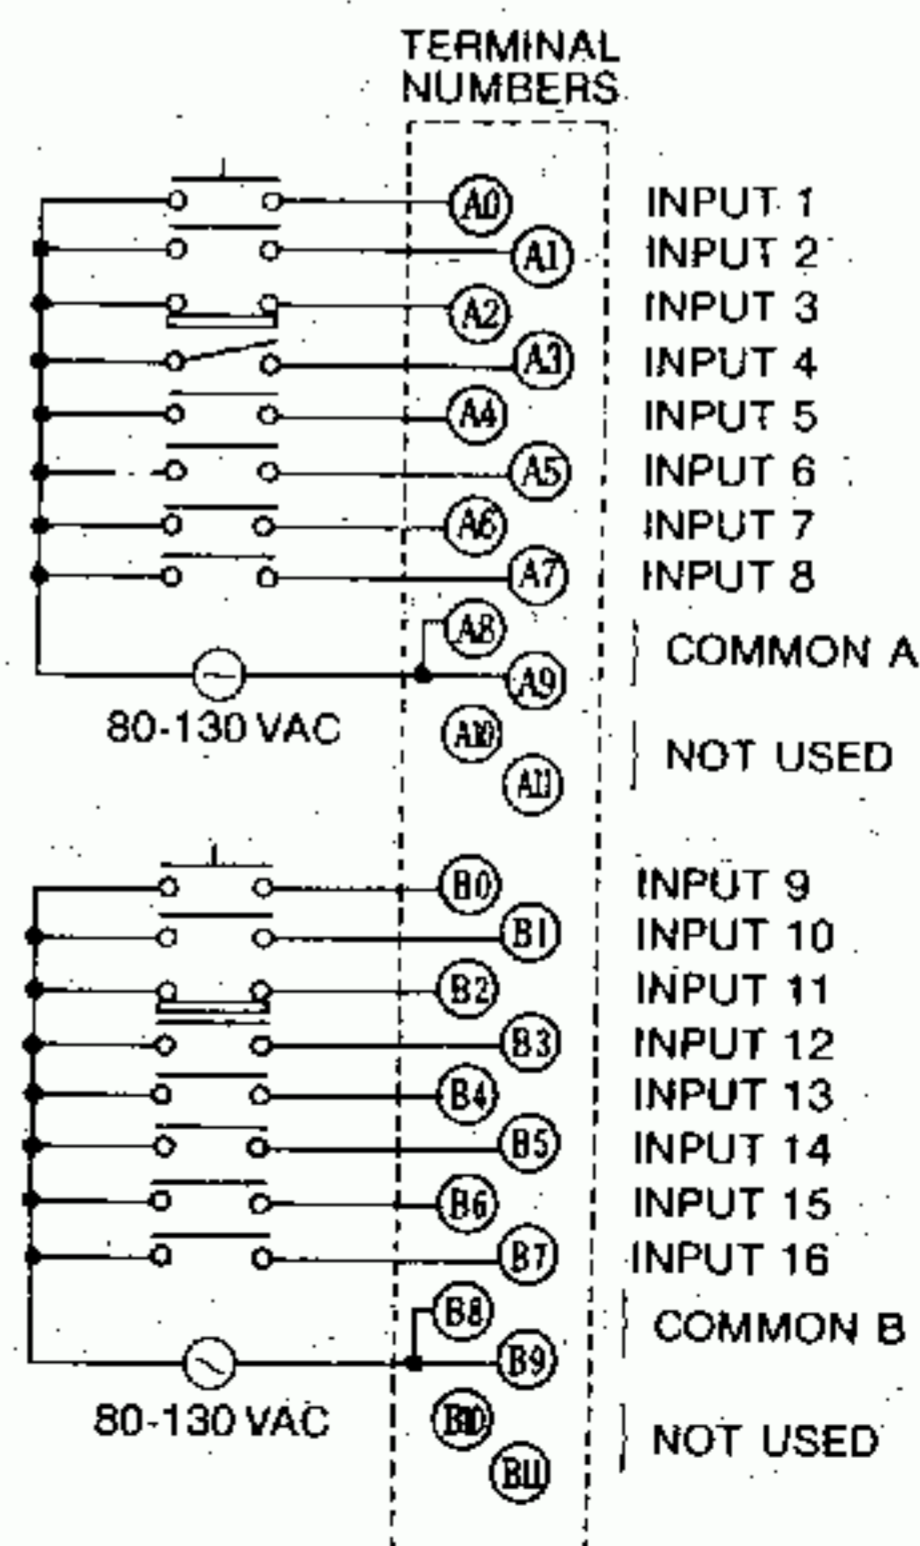 TERMINAL
NUMBERS
A0 INPUT 1
A1 INPUT 2
A2 INPUT 3
A3 INPUT 4
A4 INPUT 5
A5 INPUT 6
A6 INPUT 7
A7 INPUT 8
A8
COMMON A
A9
80-130 VAC
A10
NOT USED
A11
B0 INPUT 9
B1 INPUT 10
B2 INPUT 11
B3 INPUT 12
B4 INPUT 13
B5 INPUT 14
B6 INPUT 15
B7 INPUT 16
B8
COMMON B
B9
80-130 VAC
B10
NOT USED
B11